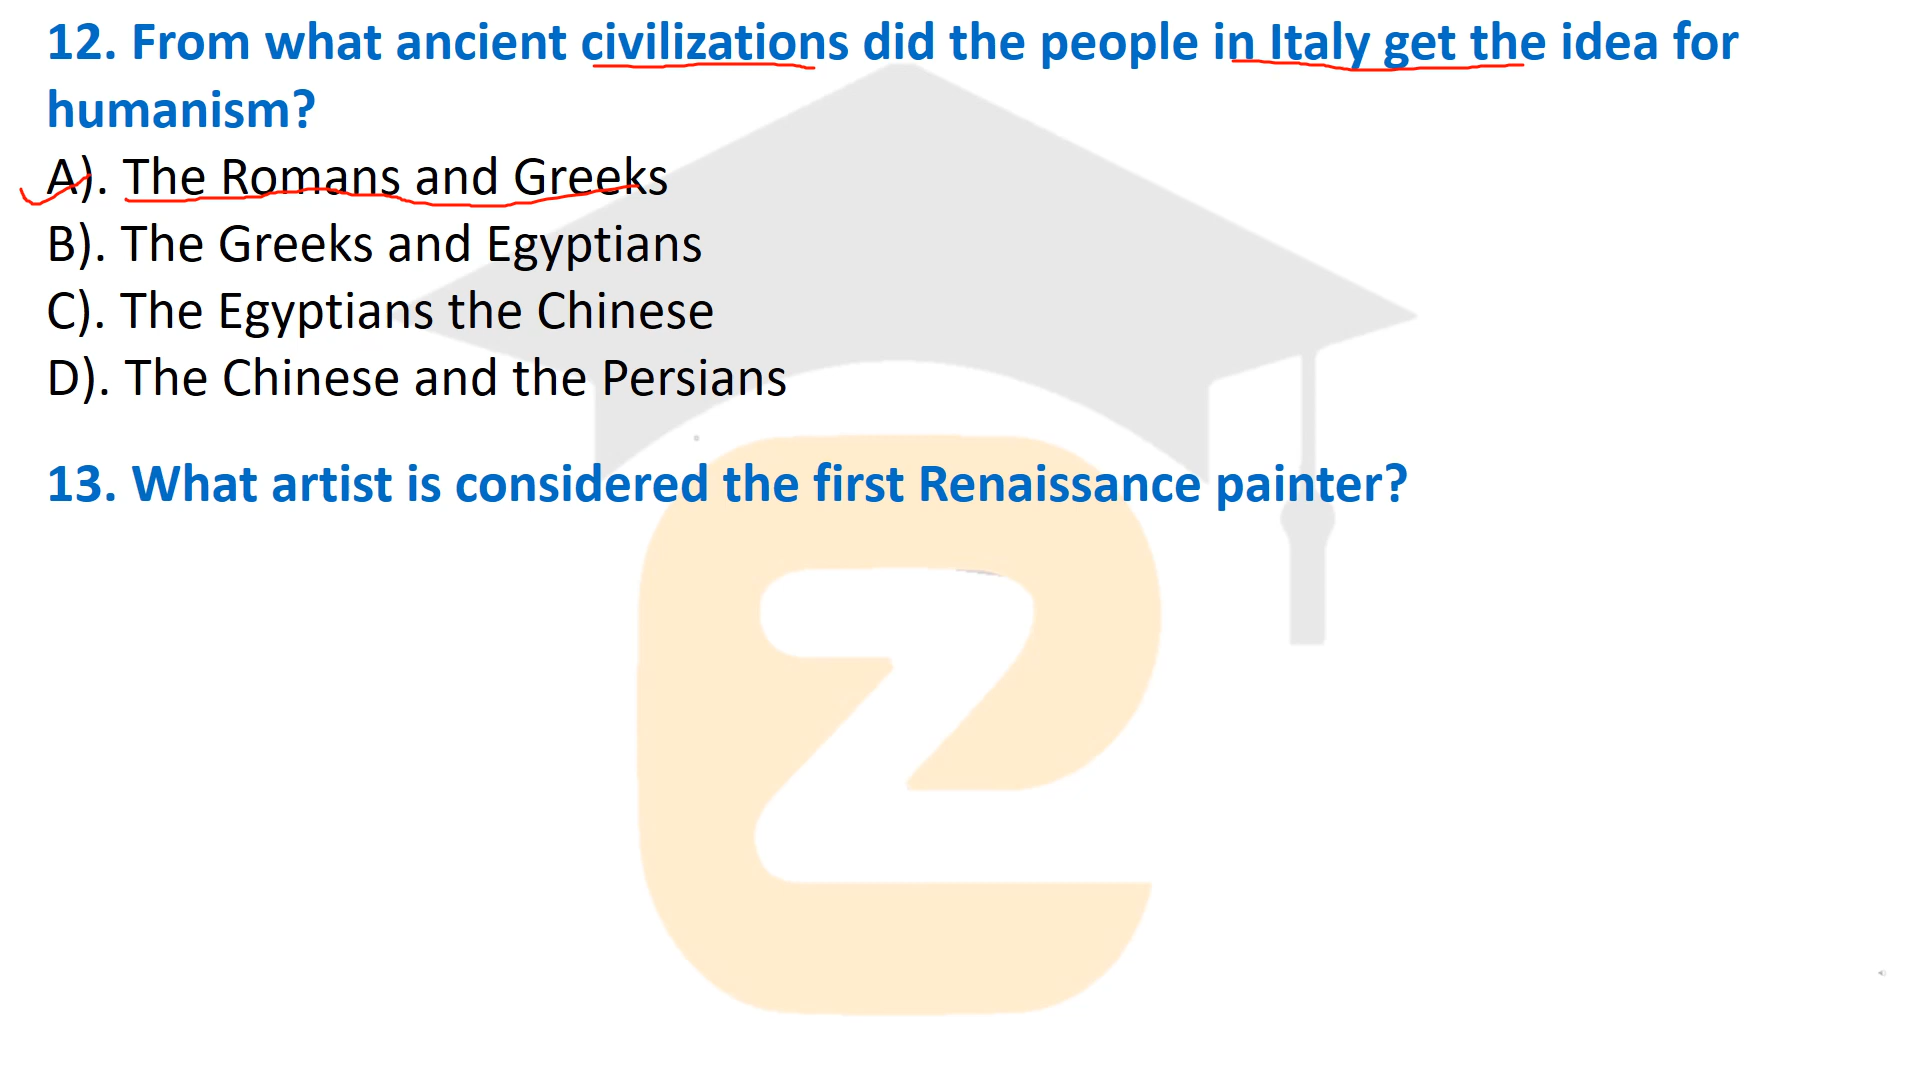 12. From what ancient civilizations did the people in Italy get the idea for
humanism?
A). The Romans and Greeks
B). The Greeks and Egyptians
C). The Egyptians the Chinese
D). The Chinese and the Persians
13. What artist is considered the first Renaissance painter?